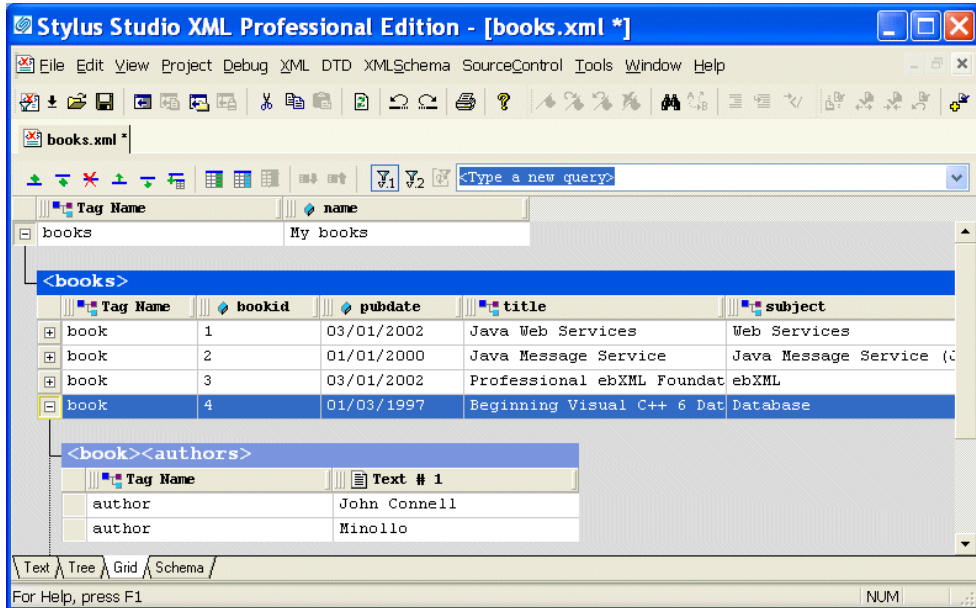 Stylus Studio XML Professional Edition - [books.xml *]
File Edit View Project Debug XML DTD XMLSchema SourceControl Tools Window Help
books.xml *
<Type a new query>
Tag Name name
books My books
<books>
Tag Name bookid pubdate title subject
book 1 03/01/2002 Java Web Services Web Services
book 2 01/01/2000 Java Message Service Java Message Service (J
book 3 03/01/2002 Professional ebXML Foundat ebXML
book 4 01/03/1997 Beginning Visual C++ 6 Dat Database
<book><authors>
Tag Name Text # 1
author John Connell
author Minollo
Text Tree Grid Schema
For Help, press F1 NUM